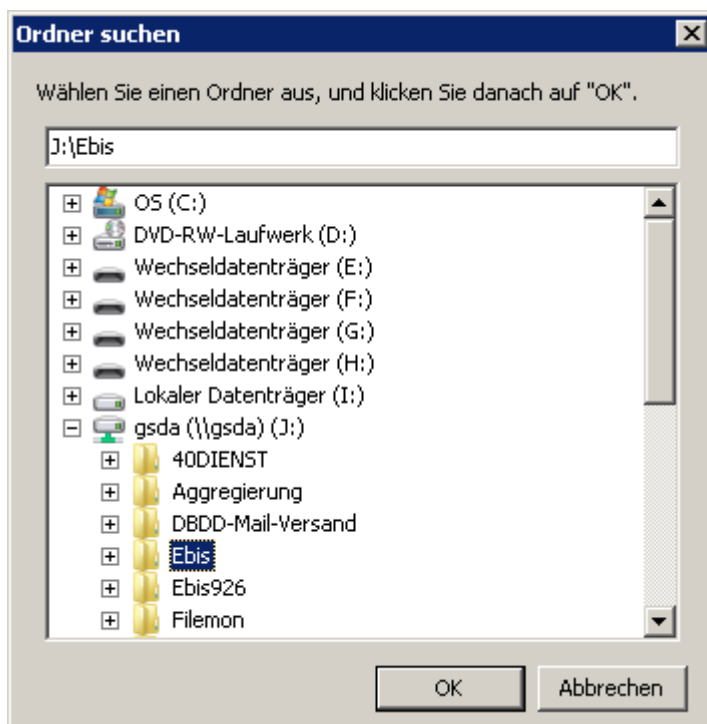 Ordner suchen
Wählen Sie einen Ordner aus, und klicken Sie danach auf "OK".
J:\Ebis
OS (C:)
DVD-RW-Laufwerk (D:)
Wechseldatenträger (E:)
Wechseldatenträger (F:)
Wechseldatenträger (G:)
Wechseldatenträger (H:)
Lokaler Datenträger (I:)
gsda (\\gsda) (J:)
40DIENST
Aggregierung
DBDD-Mail-Versand
Ebis
Ebis926
Filemon
OK Abbrechen